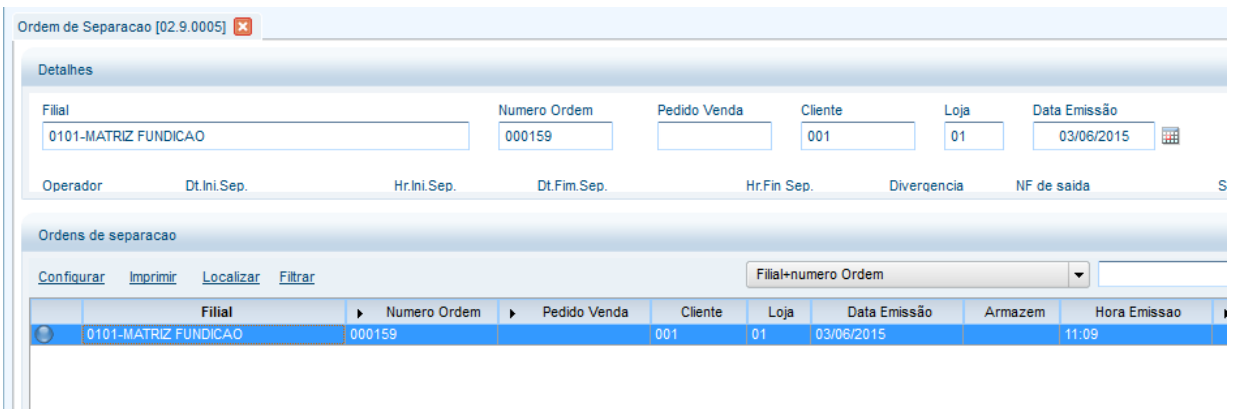 Ordem de Separacao [02.9.0005]
Detalhes
Filial Numero Ordem Pedido Venda Cliente Loja Data Emissão
0101-MATRIZ FUNDICAO 000159 001 01 03/06/2015
Operador Dt.Ini.Sep. Hr.Ini.Sep. Dt.Fim.Sep. Hr.Fin Sep. Divergencia NF de saida S
Ordens de separacao
Configurar Imprimir Localizar Filtrar Filial+numero Ordem
Filial Numero Ordem Pedido Venda Cliente Loja Data Emissão Armazem Hora Emissao
0101-MATRIZ FUNDICAO 000159 001 01 03/06/2015 11:09